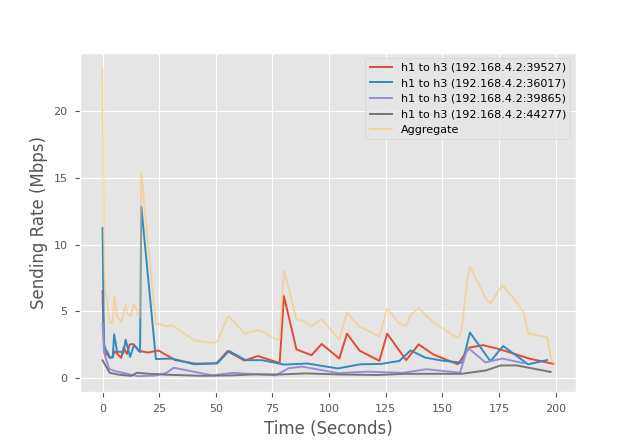 h1 to h3 (192.168.4.2:39527)
h1 to h3 (192.168.4.2:36017)
h1 to h3 (192.168.4.2:39865)
h1 to h3 (192.168.4.2:44277)
Aggregate
Sending Rate (Mbps)
20
15
10
5
0
0 25 50 75 100 125 150 175 200
Time (Seconds)